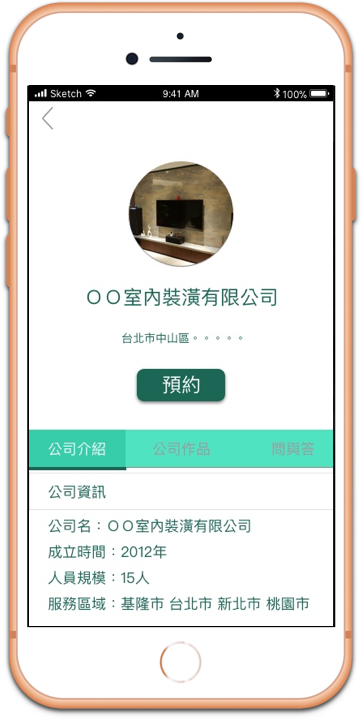 Sketch 9:41 AM 100%
ＯＯ室內裝潢有限公司
台北市中山區。。。。。
預約
公司介紹 公司作品 問與答
公司資訊
公司名：ＯＯ室內裝潢有限公司
成立時間：2012年
人員規模：15人
服務區域：基隆市 台北市 新北市 桃園市